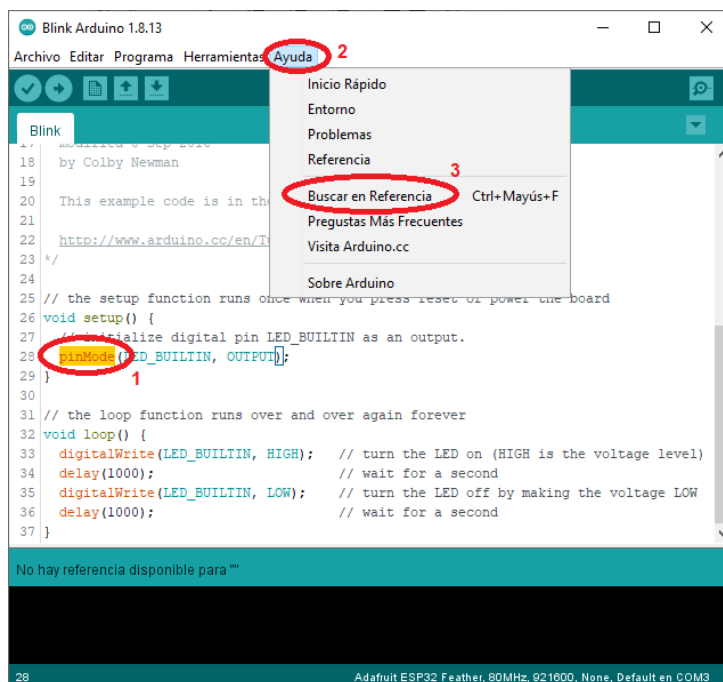 Blink Arduino 1.8.13
Archivo Editar Programa Herramientas Ayuda 2
Inicio Rápido
Entorno
Problemas
Referencia
3
Buscar en Referencia Ctrl+Mayús+F
Pregustas Más Frecuentes
Visita Arduino.cc
Sobre Arduino
Blink
18 by Colby Newman
19
20 This example code is in the
21
22 http://www.arduino.cc/en/Tu
23 */
24
25 // the setup function runs once when you press reset or power the board
26 void setup() {
27 // initialize digital pin LED_BUILTIN as an output.
28 pinMode(LED_BUILTIN, OUTPUT);
29 }
1
30
31 // the loop function runs over and over again forever
32 void loop() {
33 digitalWrite(LED_BUILTIN, HIGH); // turn the LED on (HIGH is the voltage level)
34 delay(1000); // wait for a second
35 digitalWrite(LED_BUILTIN, LOW); // turn the LED off by making the voltage LOW
36 delay(1000); // wait for a second
37 }
No hay referencia disponible para ""
28 Adafruit ESP32 Feather, 80MHz, 921600, None, Default en COM3